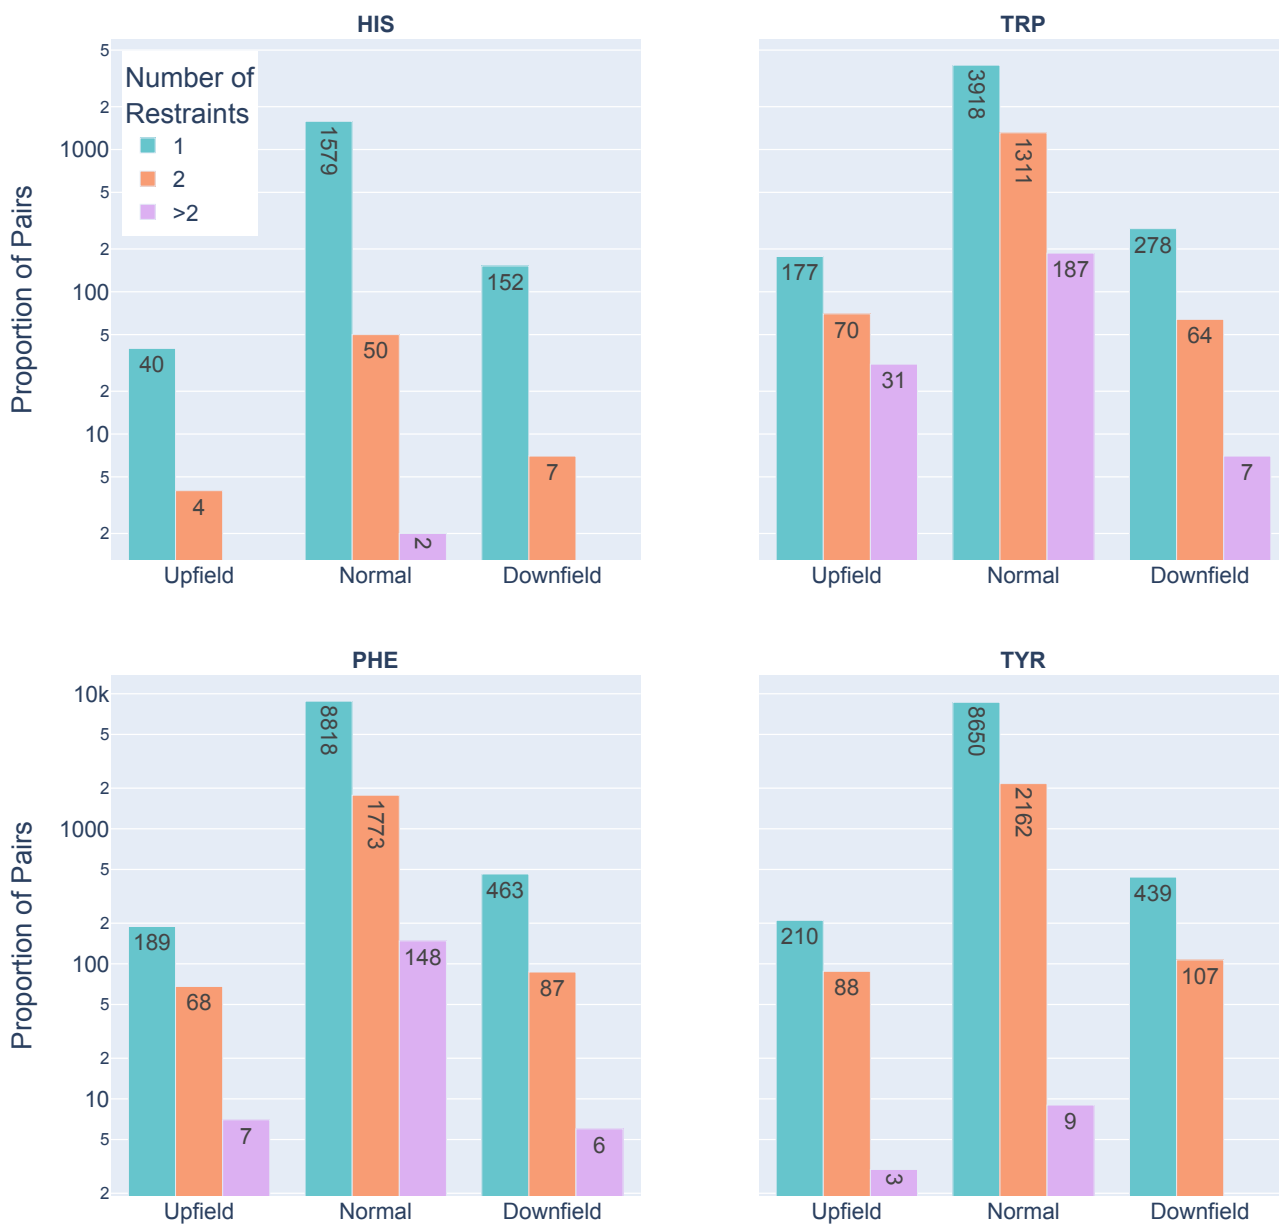 HIS
TRP
Number of
Restraints
1
2
>2
Proportion of Pairs
5
2
1000
5
2
100
5
2
10
5
2
40
4
1579
50
2
152
7
Upfield
Normal
Downfield
177
70
31
3918
1311
187
278
64
7
Upfield
Normal
Downfield
PHE
TYR
Proportion of Pairs
10k
5
2
1000
5
2
100
5
2
10
5
2
189
68
7
8818
1773
148
463
87
6
Upfield
Normal
Downfield
210
88
3
8650
2162
9
439
107
Upfield
Normal
Downfield